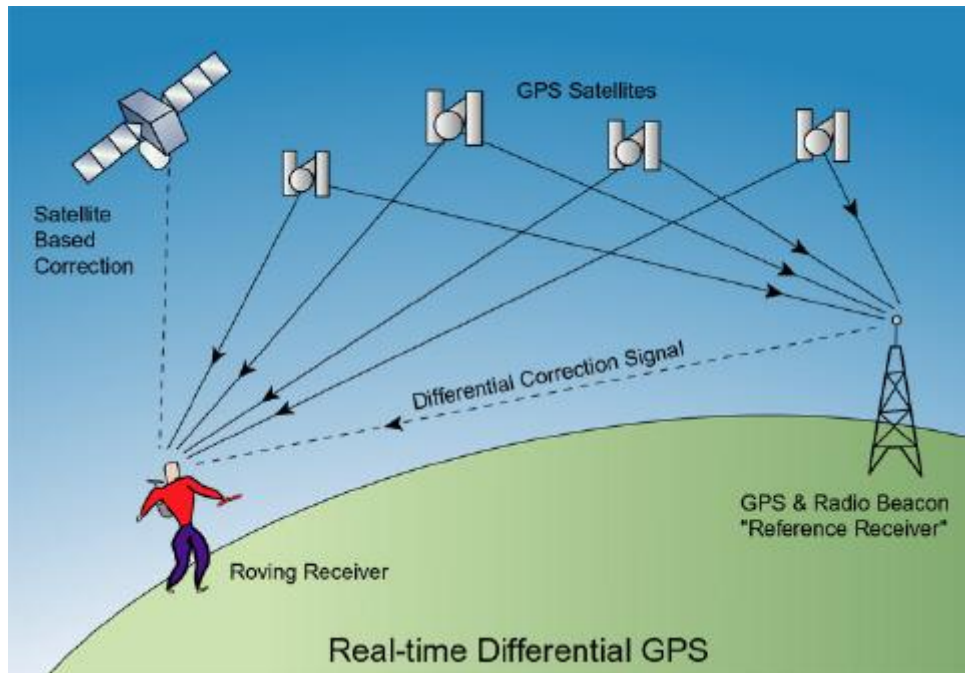 GPS Satellites
Satellite
Based
Correction
Differential Correction Signal
GPS & Radio Beacon
"Reference Receiver"
Roving Receiver
Real-time Differential GPS